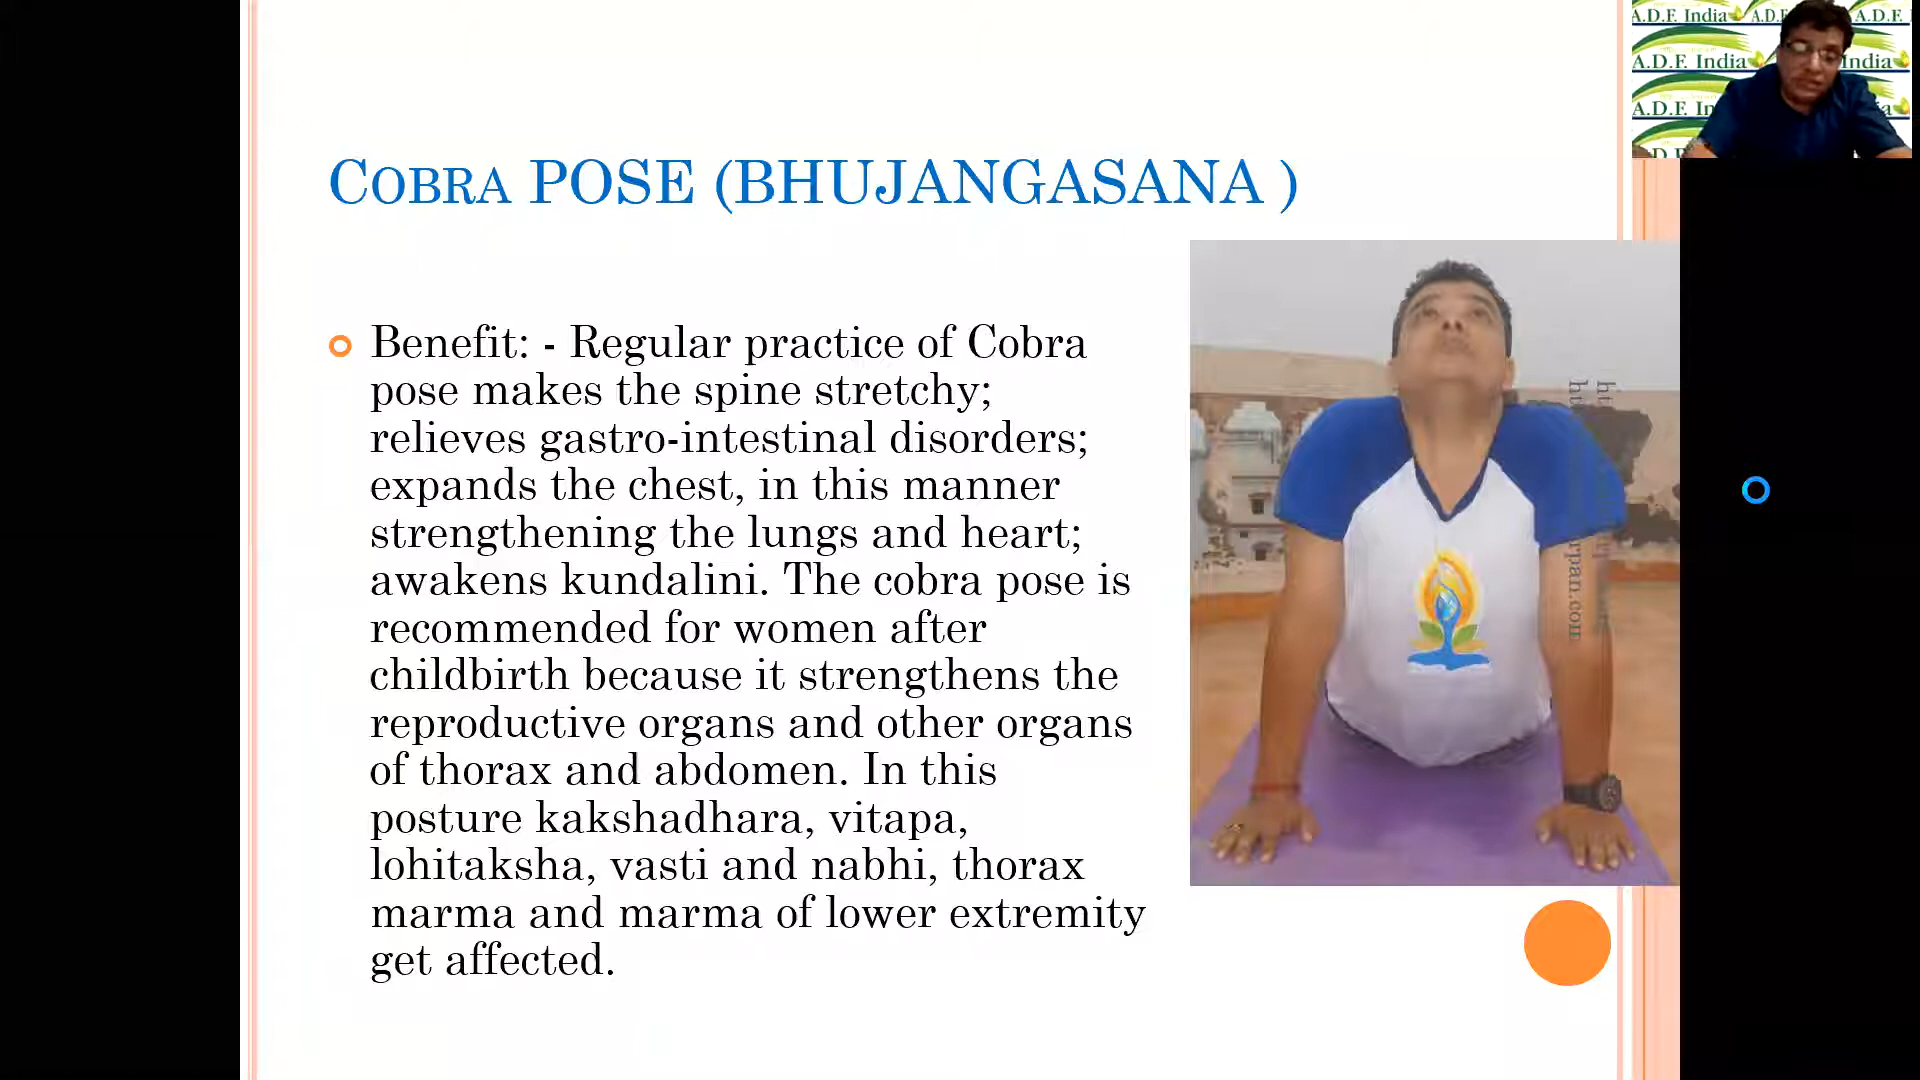 A.D.F. India A.D.F. A.D.F.
A.D.F. India India
A.D.F. In a
COBRA POSE (BHUJANGASANA )
Benefit: - Regular practice of Cobra
pose makes the spine stretchy;
relieves gastro-intestinal disorders;
expands the chest, in this manner
strengthening the lungs and heart;
awakens kundalini. The cobra pose is
recommended for women after
childbirth because it strengthens the
reproductive organs and other organs
of thorax and abdomen. In this
posture kakshadhara, vitapa,
lohitaksha, vasti and nabhi, thorax
marma and marma of lower extremity
get affected.